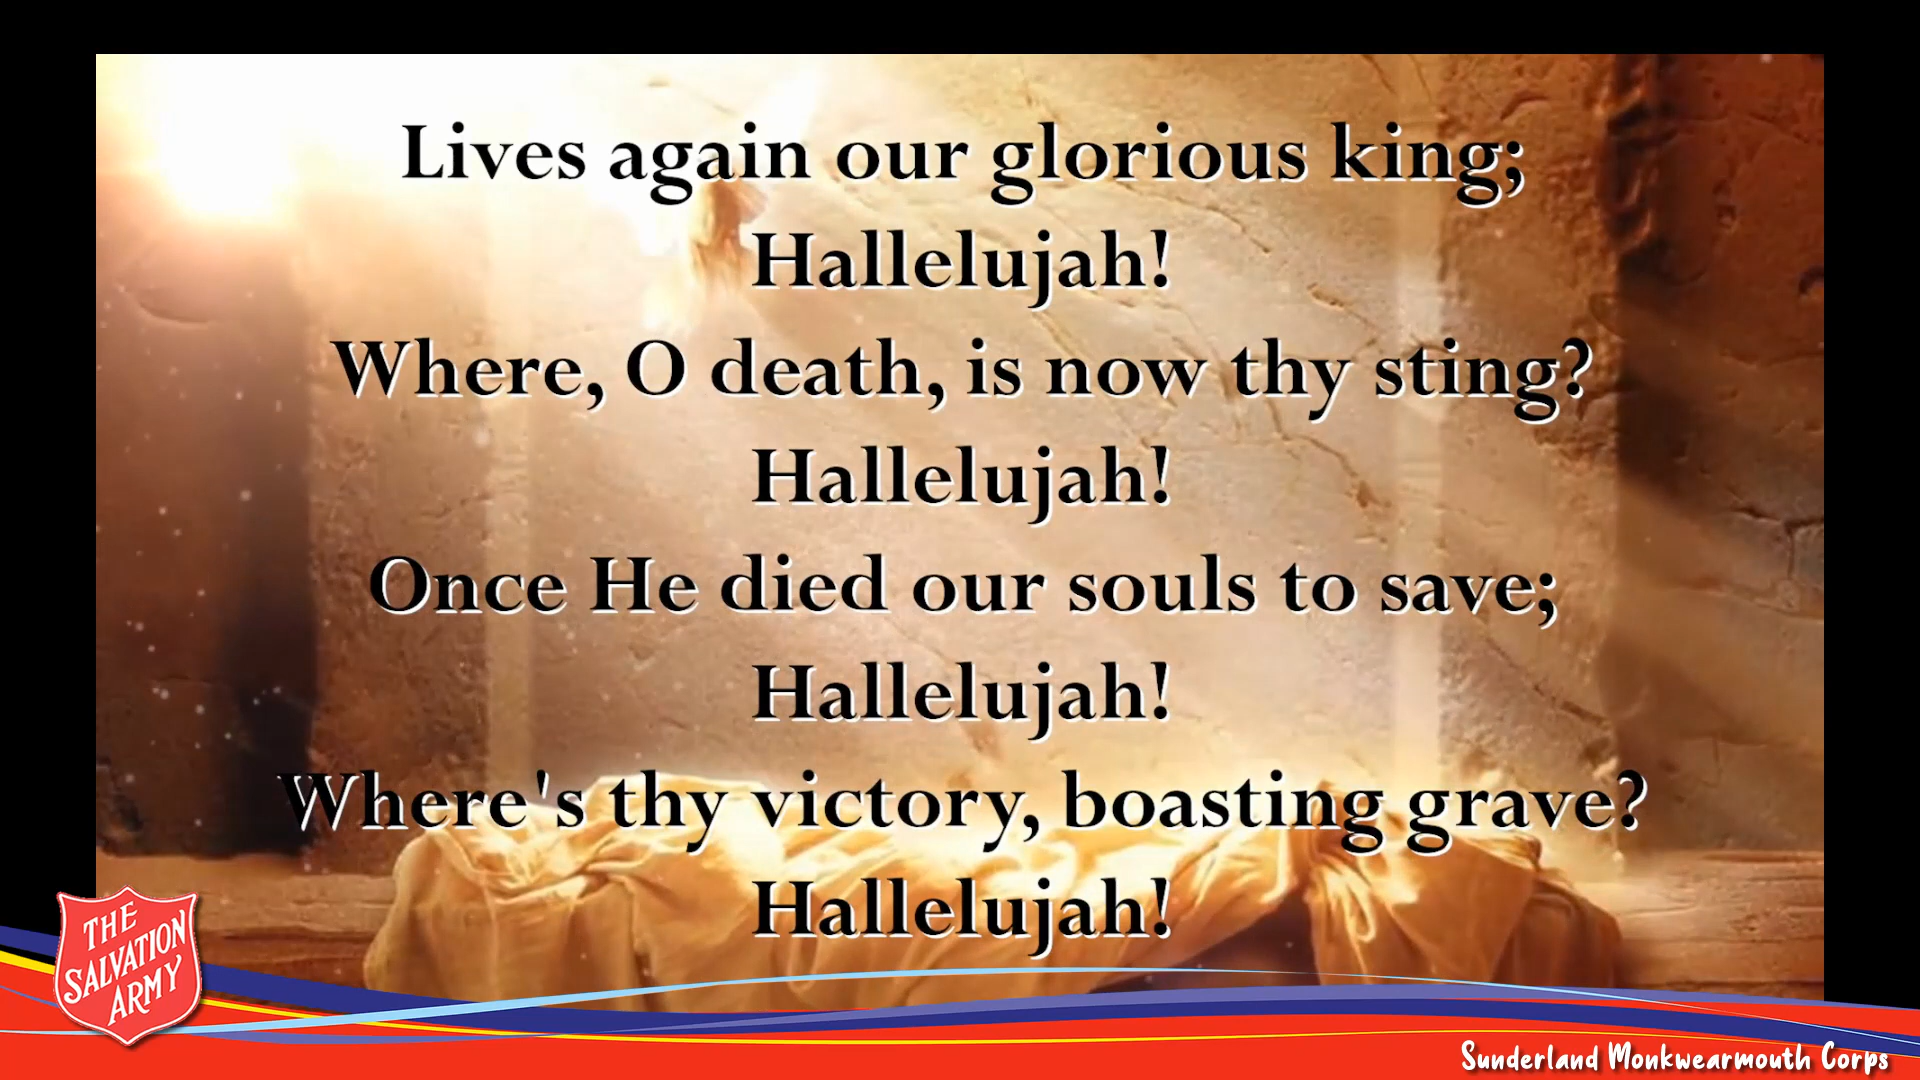 Lives again our glorious king;
Hallelujah!
Where, O death, is now thy sting?
Hallelujah!
Once He died our souls to save;
Hallelujah!
Where's thy victory, boasting grave?
Hallelujah!
THE
SALVATION
ARMY
Sunderland Monkwearmouth Corps